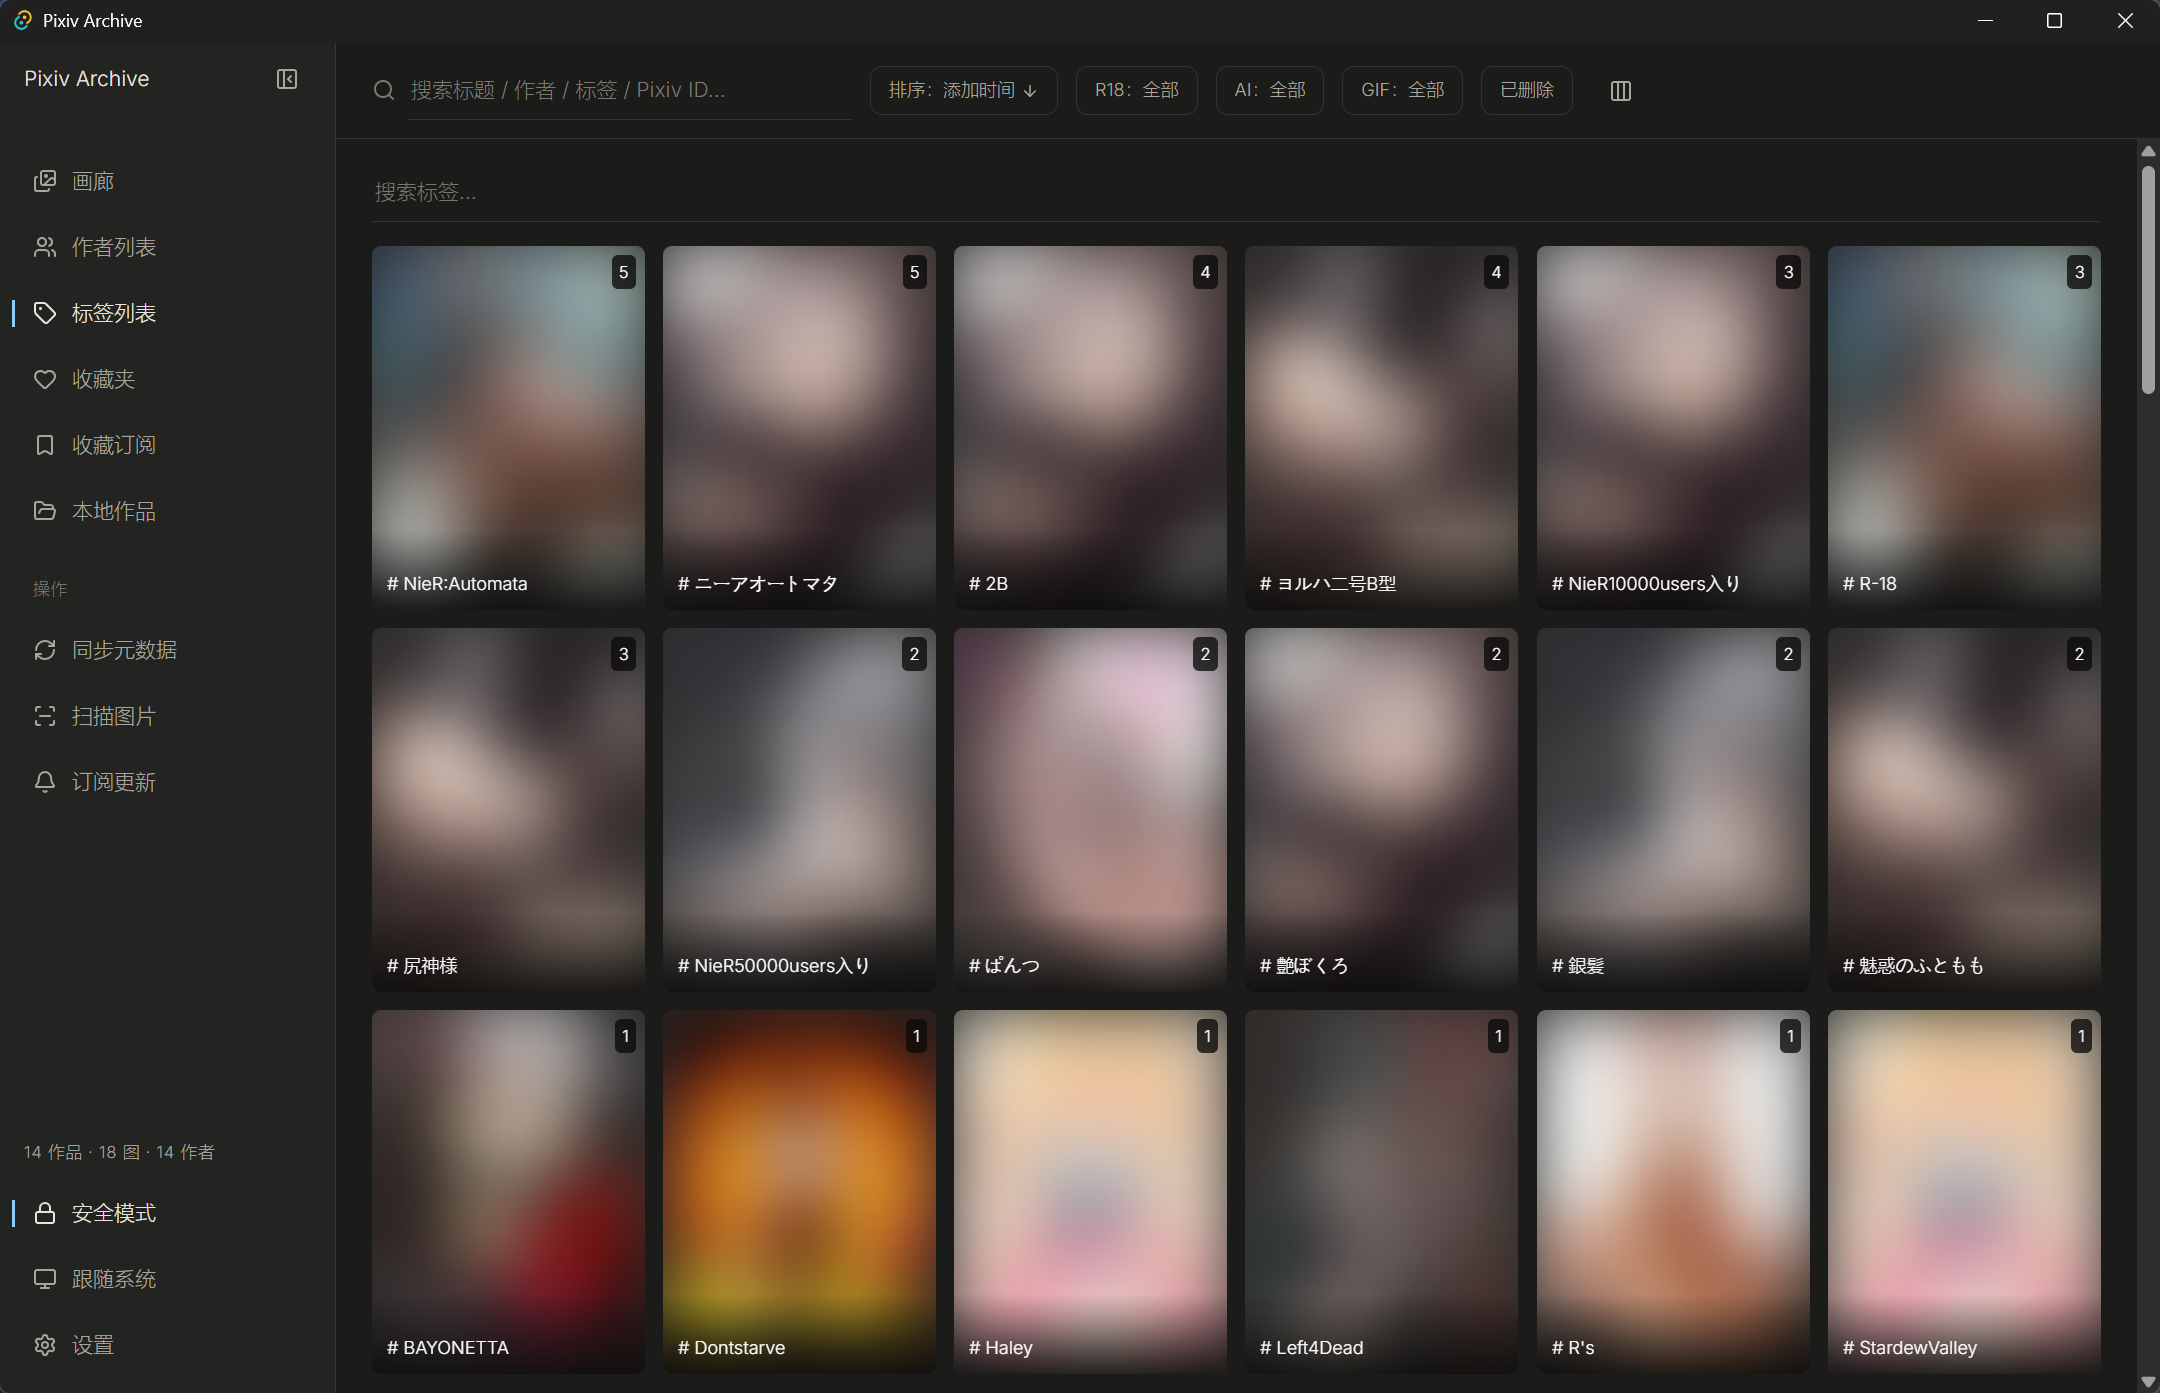 Pixiv Archive
Pixiv Archive
画廊
作者列表
标签列表
收藏夹
收藏订阅
本地作品
操作
同步元数据
扫描图片
订阅更新
14 作品 · 18 图 · 14 作者
安全模式
跟随系统
设置
搜索标题 / 作者 / 标签 / Pixiv ID...
排序：添加时间 ↓
R18：全部
AI：全部
GIF：全部
已删除
搜索标签...
5
# NieR:Automata
5
# ニーアオートマタ
4
# 2B
4
# ヨルハ二号B型
3
# NieR10000users入り
3
# R-18
3
# 尻神様
2
# NieR50000users入り
2
# ぱんつ
2
# 艶ぼくろ
2
# 銀髪
2
# 魅惑のふともも
1
# BAYONETTA
1
# Dontstarve
1
# Haley
1
# Left4Dead
1
# R's
1
# StardewValley